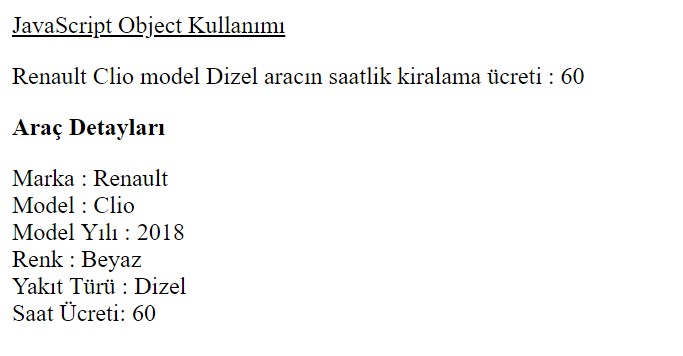 JavaScript Object Kullanımı
Renault Clio model Dizel aracın saatlik kiralama ücreti : 60
Araç Detayları
Marka : Renault
Model : Clio
Model Yılı : 2018
Renk : Beyaz
Yakıt Türü : Dizel
Saat Ücreti: 60